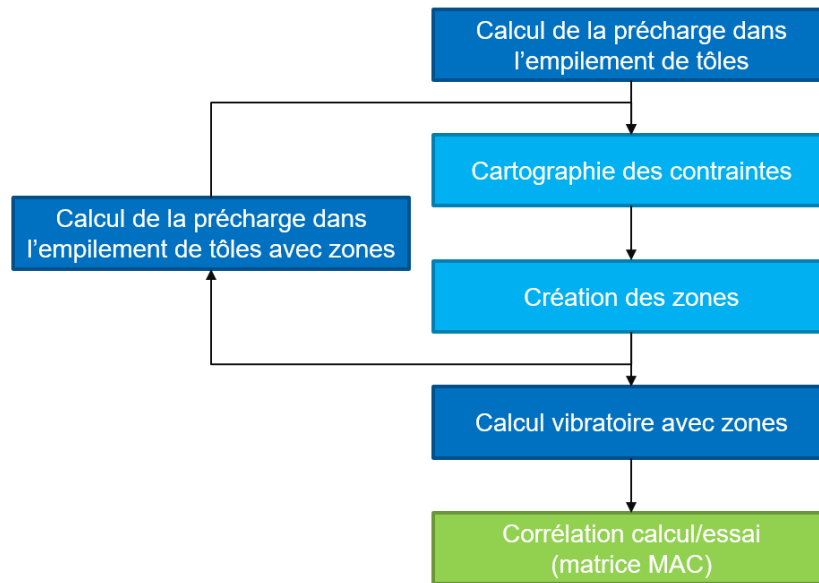 Calcul de la précharge dans
l'empilement de tôles
Cartographie des contraintes
Calcul de la précharge dans
l'empilement de tôles avec zones
Création des zones
Calcul vibratoire avec zones
Corrélation calcul/essai
(matrice MAC)